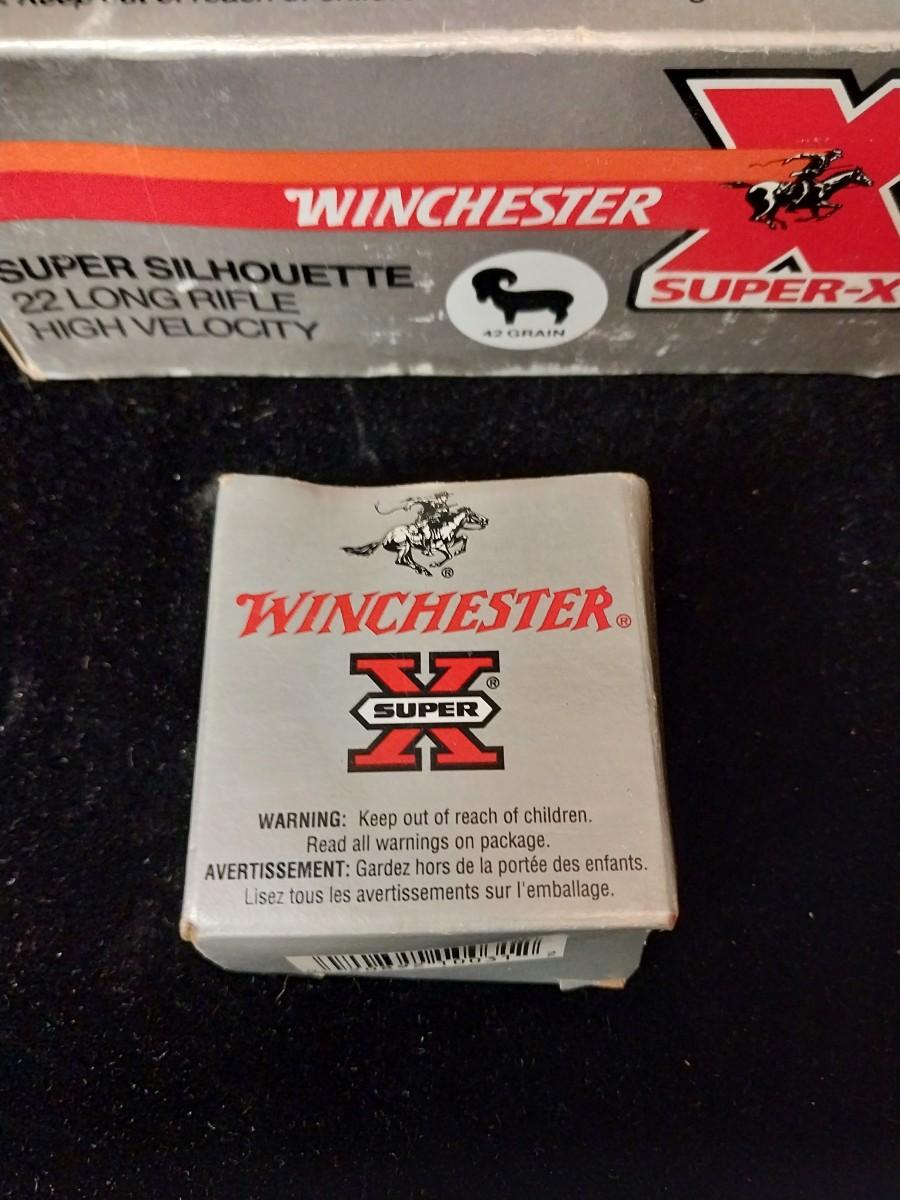 WINCHESTER
SUPER-X
SUPER SILHOUETTE
22 LONG RIFLE
HIGH VELOCITY
42 GRAIN
WINCHESTER®
X
SUPER ®
WARNING: Keep out of reach of children.
Read all warnings on package.
AVERTISSEMENT: Gardez hors de la portée des enfants.
Lisez tous les avertissements sur l'emballage.